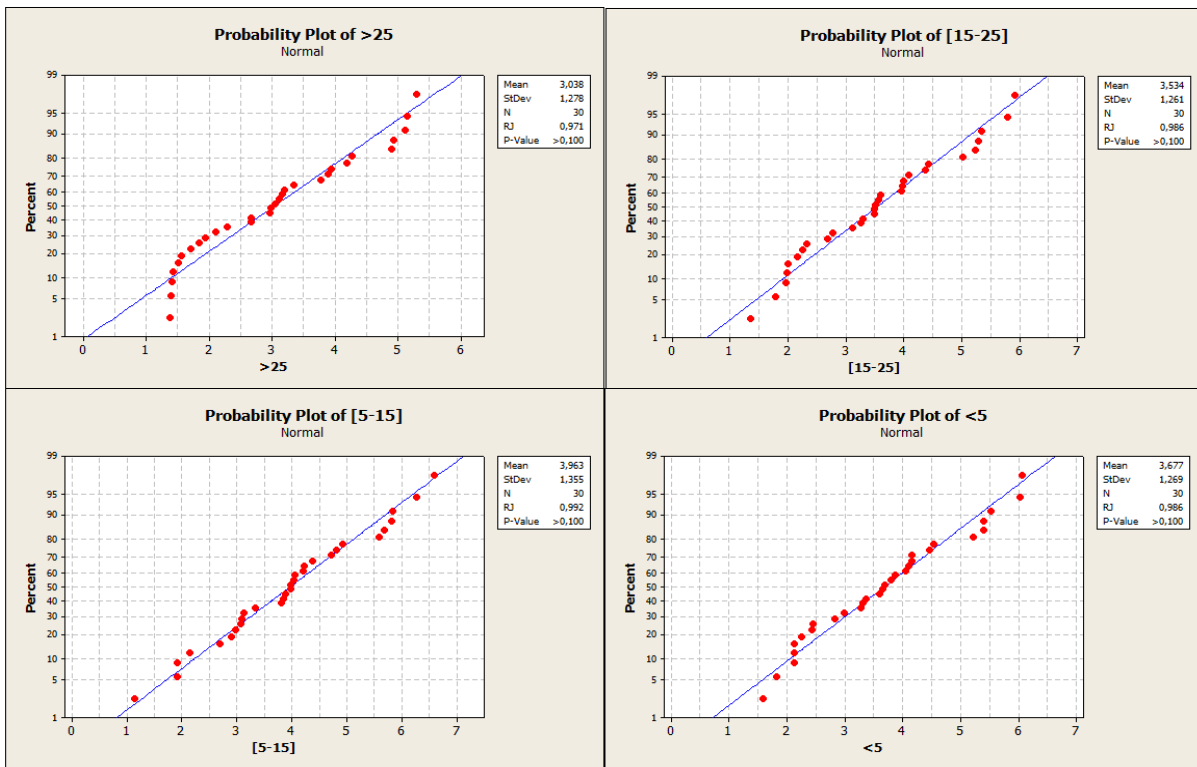 Probability Plot of >25
Normal
99
95
90
80
70
60
50
40
30
20
10
5
1
Percent
0 1 2 3 4 5 6
>25
Mean 3,038
StDev 1,278
N 30
RJ 0,971
P-Value >0,100
Probability Plot of [15-25]
Normal
99
95
90
80
70
60
50
40
30
20
10
5
1
Percent
0 1 2 3 4 5 6 7
[15-25]
Mean 3,534
StDev 1,261
N 30
RJ 0,986
P-Value >0,100
Probability Plot of [5-15]
Normal
99
95
90
80
70
60
50
40
30
20
10
5
1
Percent
0 1 2 3 4 5 6 7
[5-15]
Mean 3,963
StDev 1,355
N 30
RJ 0,992
P-Value >0,100
Probability Plot of <5
Normal
99
95
90
80
70
60
50
40
30
20
10
5
1
Percent
0 1 2 3 4 5 6 7
<5
Mean 3,677
StDev 1,269
N 30
RJ 0,986
P-Value >0,100